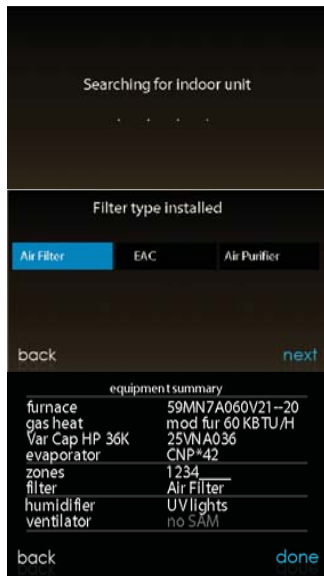 Searching for indoor unit
. . . .
Filter type installed
Air Filter EAC Air Purifier
back next
equipment summary
furnace 59MN7A060V21--20
gas heat mod fur 60 KBTU/H
Var Cap HP 36K 25VNA036
evaporator CNP*42
zones 1234____
filter Air Filter
humidifier UV lights
ventilator no SAM
back done